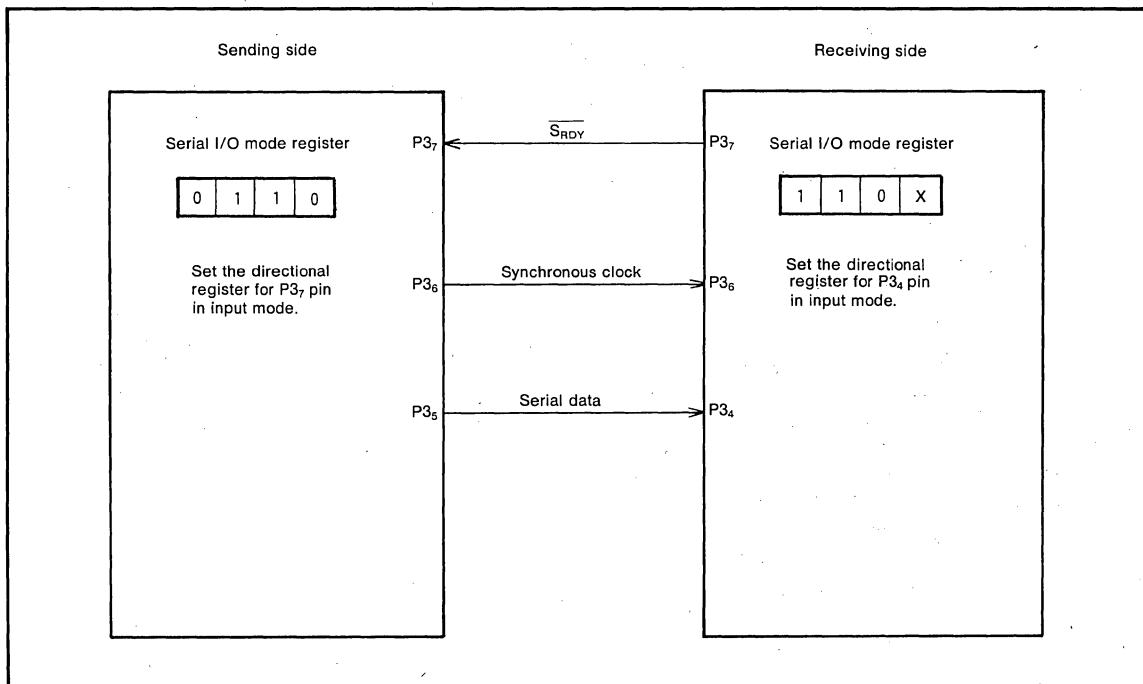 Sending side
Receiving side
Serial I/O mode register
0 1 1 0
Set the directional
register for P3₇ pin
in input mode.
P3₇
S̅R̅D̅Y̅
P3₇
P3₆
Synchronous clock
P3₆
P3₅
Serial data
P3₄
Serial I/O mode register
1 1 0 X
Set the directional
register for P3₄ pin
in input mode.